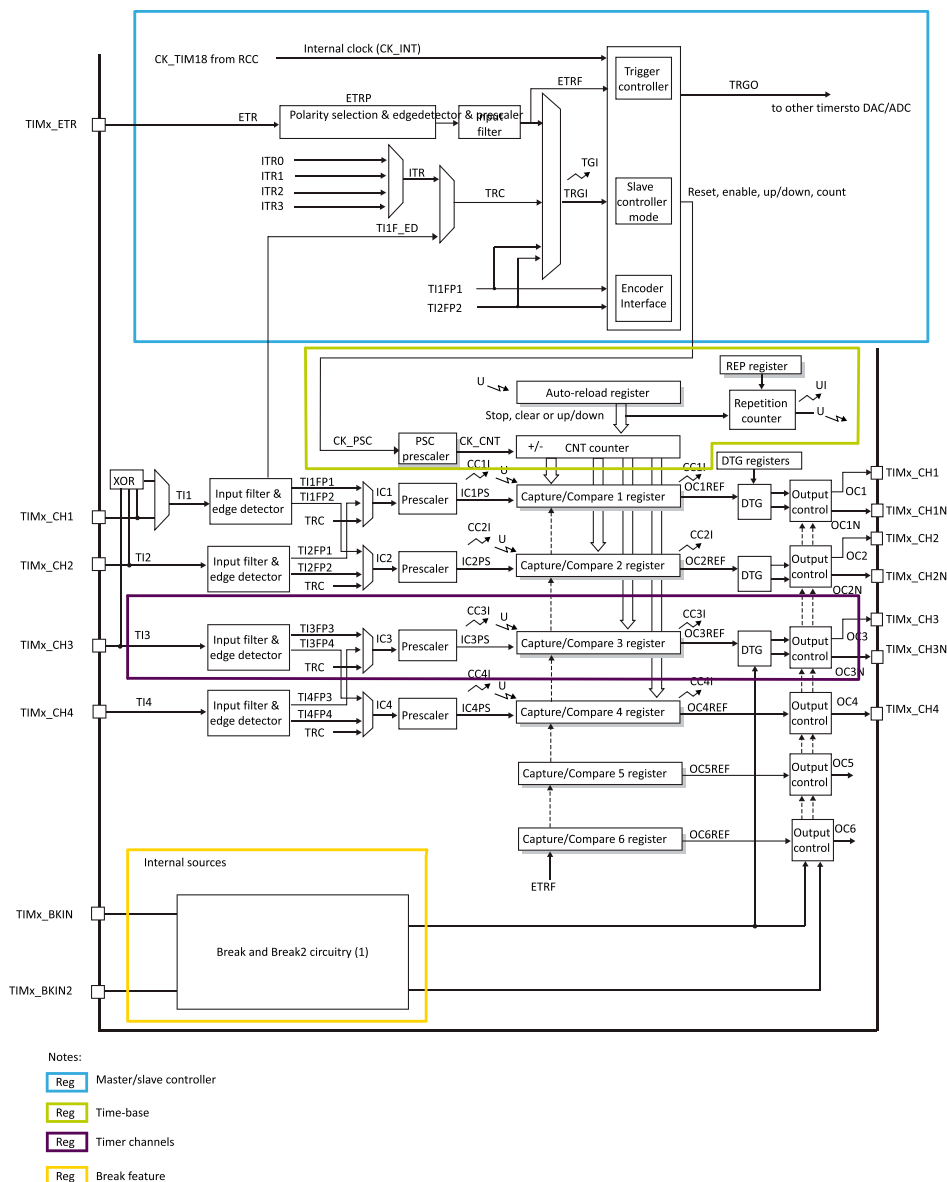 Internal clock (CK_INT)
CK_TIM18 from RCC
Trigger
controller
ETRF
TRGO
to other timersto DAC/ADC
ETRP
TIMx_ETR
ETR
Polarity selection & edgedetector & prescaler
Input
filter
ITR0
ITR1
ITR2
ITR3
ITR
TGI
TRC
TRGI
Slave
controller
mode
Reset, enable, up/down, count
TI1F_ED
TI1FP1
TI2FP2
Encoder
Interface
REP register
U
Auto-reload register
UI
Repetition
counter
U
Stop, clear or up/down
CK_PSC
PSC
prescaler
CK_CNT
+/-
CNT counter
DTG registers
XOR
TI1
Input filter &
edge detector
TI1FP1
TI1FP2
TRC
IC1
Prescaler
CC1I
U
IC1PS
Capture/Compare 1 register
CC1I
OC1REF
DTG
Output
control
OC1
OC1N
TIMx_CH1
TIMx_CH1N
TIMx_CH1
TIMx_CH2
TI2
Input filter &
edge detector
TI2FP1
TI2FP2
TRC
IC2
Prescaler
CC2I
U
IC2PS
Capture/Compare 2 register
CC2I
OC2REF
DTG
Output
control
OC2
OC2N
TIMx_CH2
TIMx_CH2N
TIMx_CH3
TI3
Input filter &
edge detector
TI3FP3
TI3FP4
TRC
IC3
Prescaler
CC3I
U
IC3PS
Capture/Compare 3 register
CC3I
OC3REF
DTG
Output
control
OC3
OC3N
TIMx_CH3
TIMx_CH3N
TIMx_CH4
TI4
Input filter &
edge detector
TI4FP3
TI4FP4
TRC
IC4
Prescaler
CC4I
U
IC4PS
Capture/Compare 4 register
CC4I
OC4REF
Output
control
OC4
TIMx_CH4
Capture/Compare 5 register
OC5REF
Output
control
OC5
Capture/Compare 6 register
OC6REF
Output
control
OC6
ETRF
Internal sources
TIMx_BKIN
Break and Break2 circuitry (1)
TIMx_BKIN2
Notes:
Reg Master/slave controller
Reg Time-base
Reg Timer channels
Reg Break feature